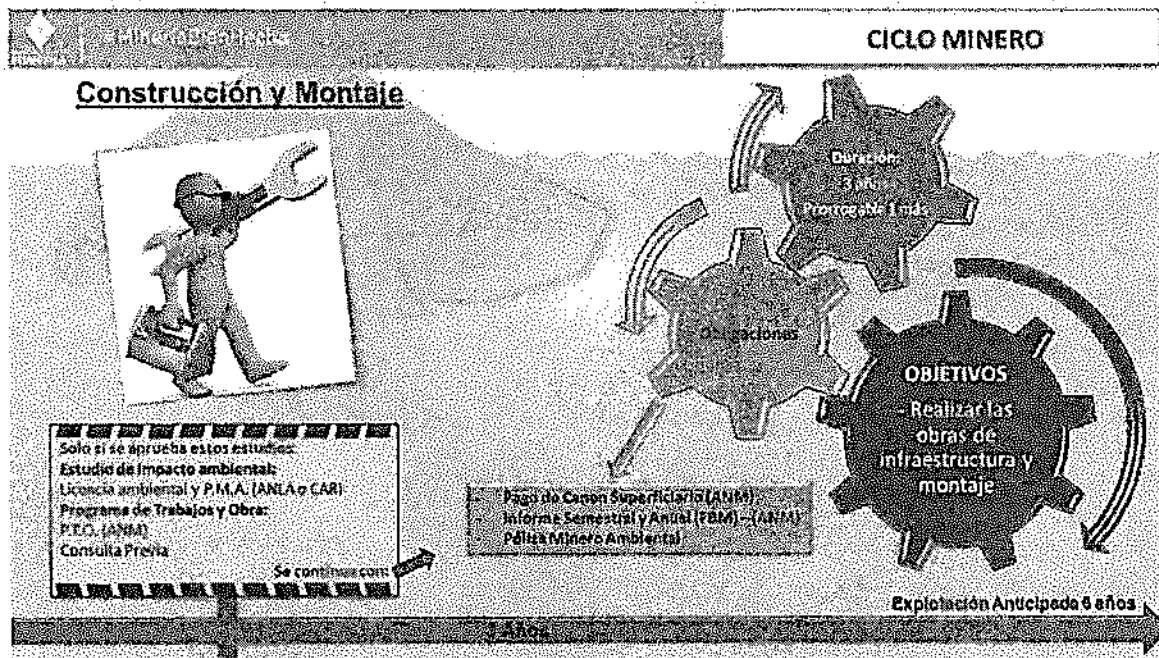 CICLO MINERO
Construcción y Montaje
Duración:
3 años
Prorrogable 1 más
Obligaciones
OBJETIVOS
- Realizar las
obras de
infraestructura y
montaje
Solo si se aprueba estos estudios:
Estudio de Impacto ambiental:
Licencia ambiental y P.M.A. (ANLA o CAR)
Programa de Trabajos y Obra:
P.T.O. (ANM)
Consulta Previa
Se continua con:
- Pago de Canon Superficiario (ANM)
- Informe Semestral y Anual (FBM) – (ANM)
- Póliza Minero Ambiental
Explotación Anticipada 6 años
Años